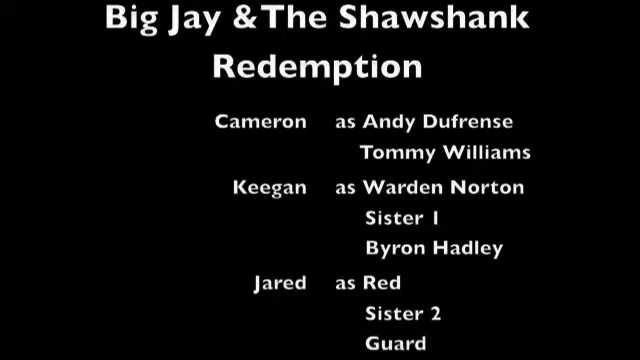 Big Jay &The Shawshank
Redemption
Cameron as Andy Dufrense
Tommy Williams
Keegan as Warden Norton
Sister 1
Byron Hadley
Jared as Red
Sister 2
Guard